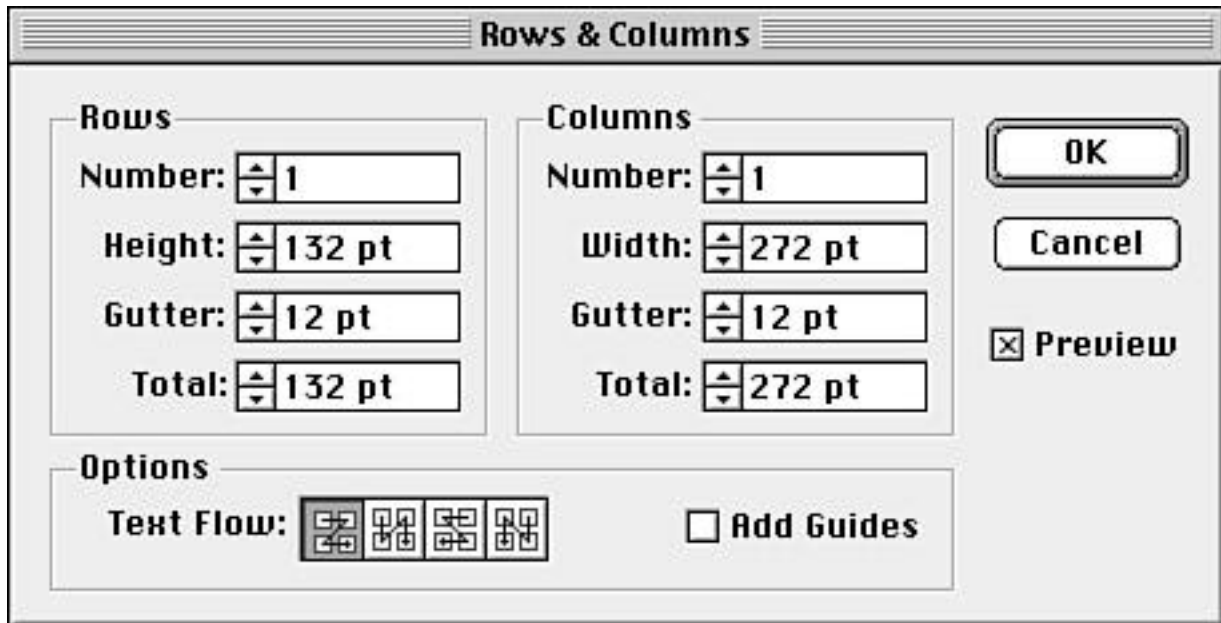 Rows & Columns
Rows
Number: 1
Height: 132 pt
Gutter: 12 pt
Total: 132 pt
Columns
Number: 1
Width: 272 pt
Gutter: 12 pt
Total: 272 pt
OK
Cancel
Preview
Options
Text Flow:
Add Guides